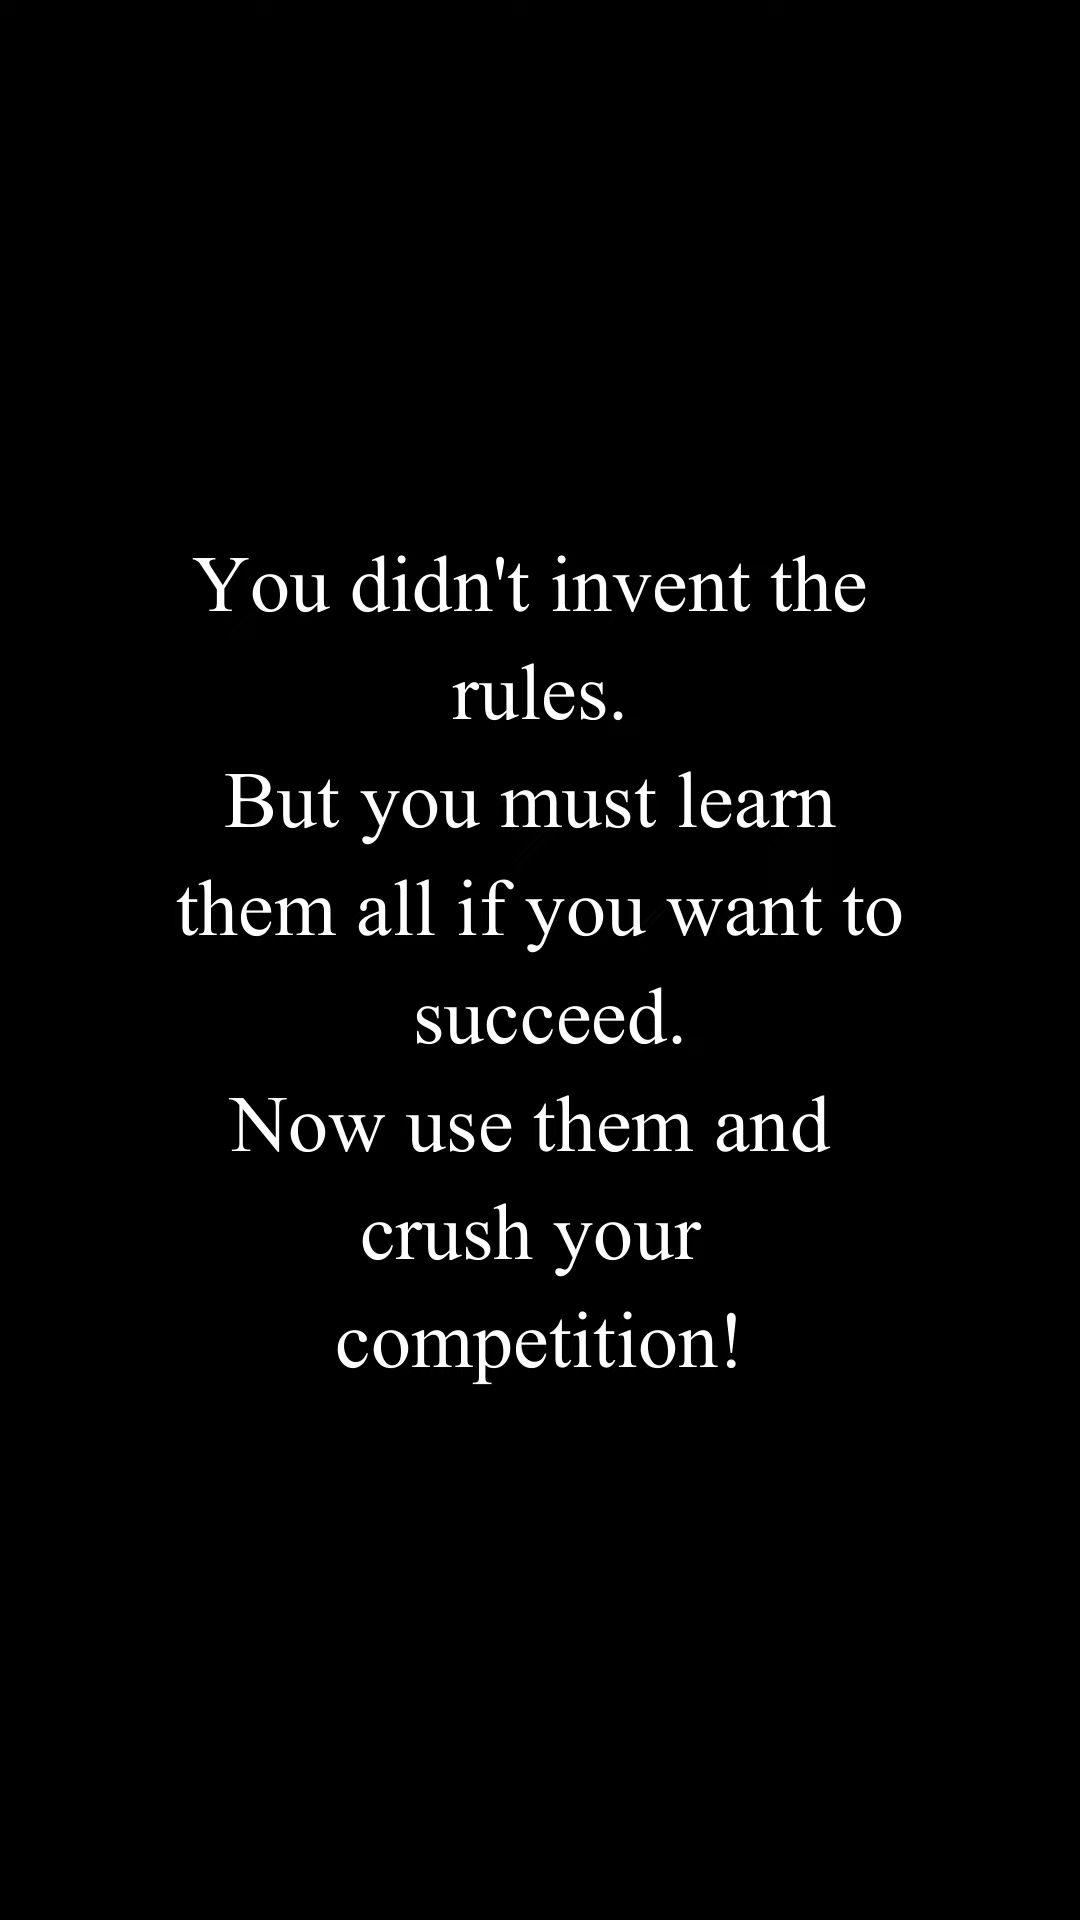 You didn't invent the
rules.
But you must learn
them all if you want to
succeed.
Now use them and
crush your
competition!